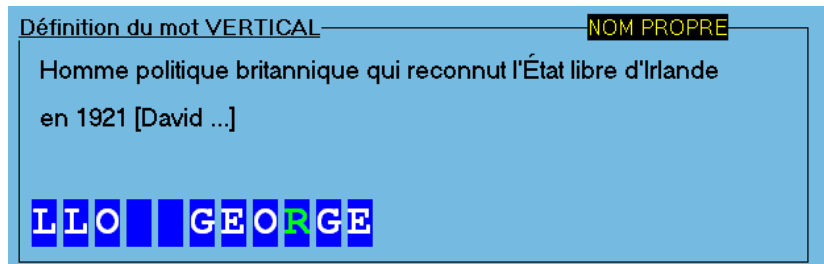 Définition du mot VERTICAL NOM PROPRE
Homme politique britannique qui reconnut l'État libre d'Irlande
en 1921 [David ...]
LLO GEORGE